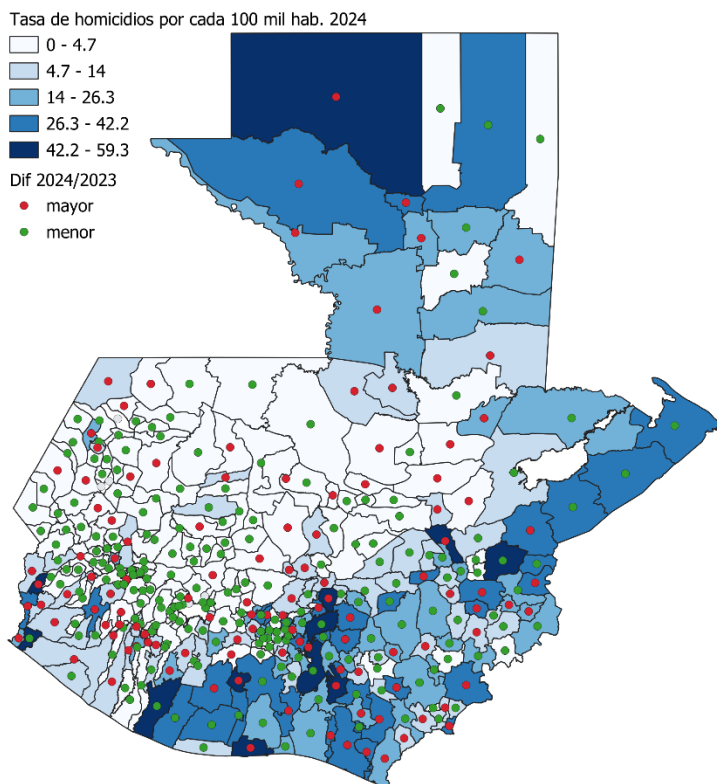 Tasa de homicidios por cada 100 mil hab. 2024
0 - 4.7
4.7 - 14
14 - 26.3
26.3 - 42.2
42.2 - 59.3
Dif 2024/2023
mayor
menor